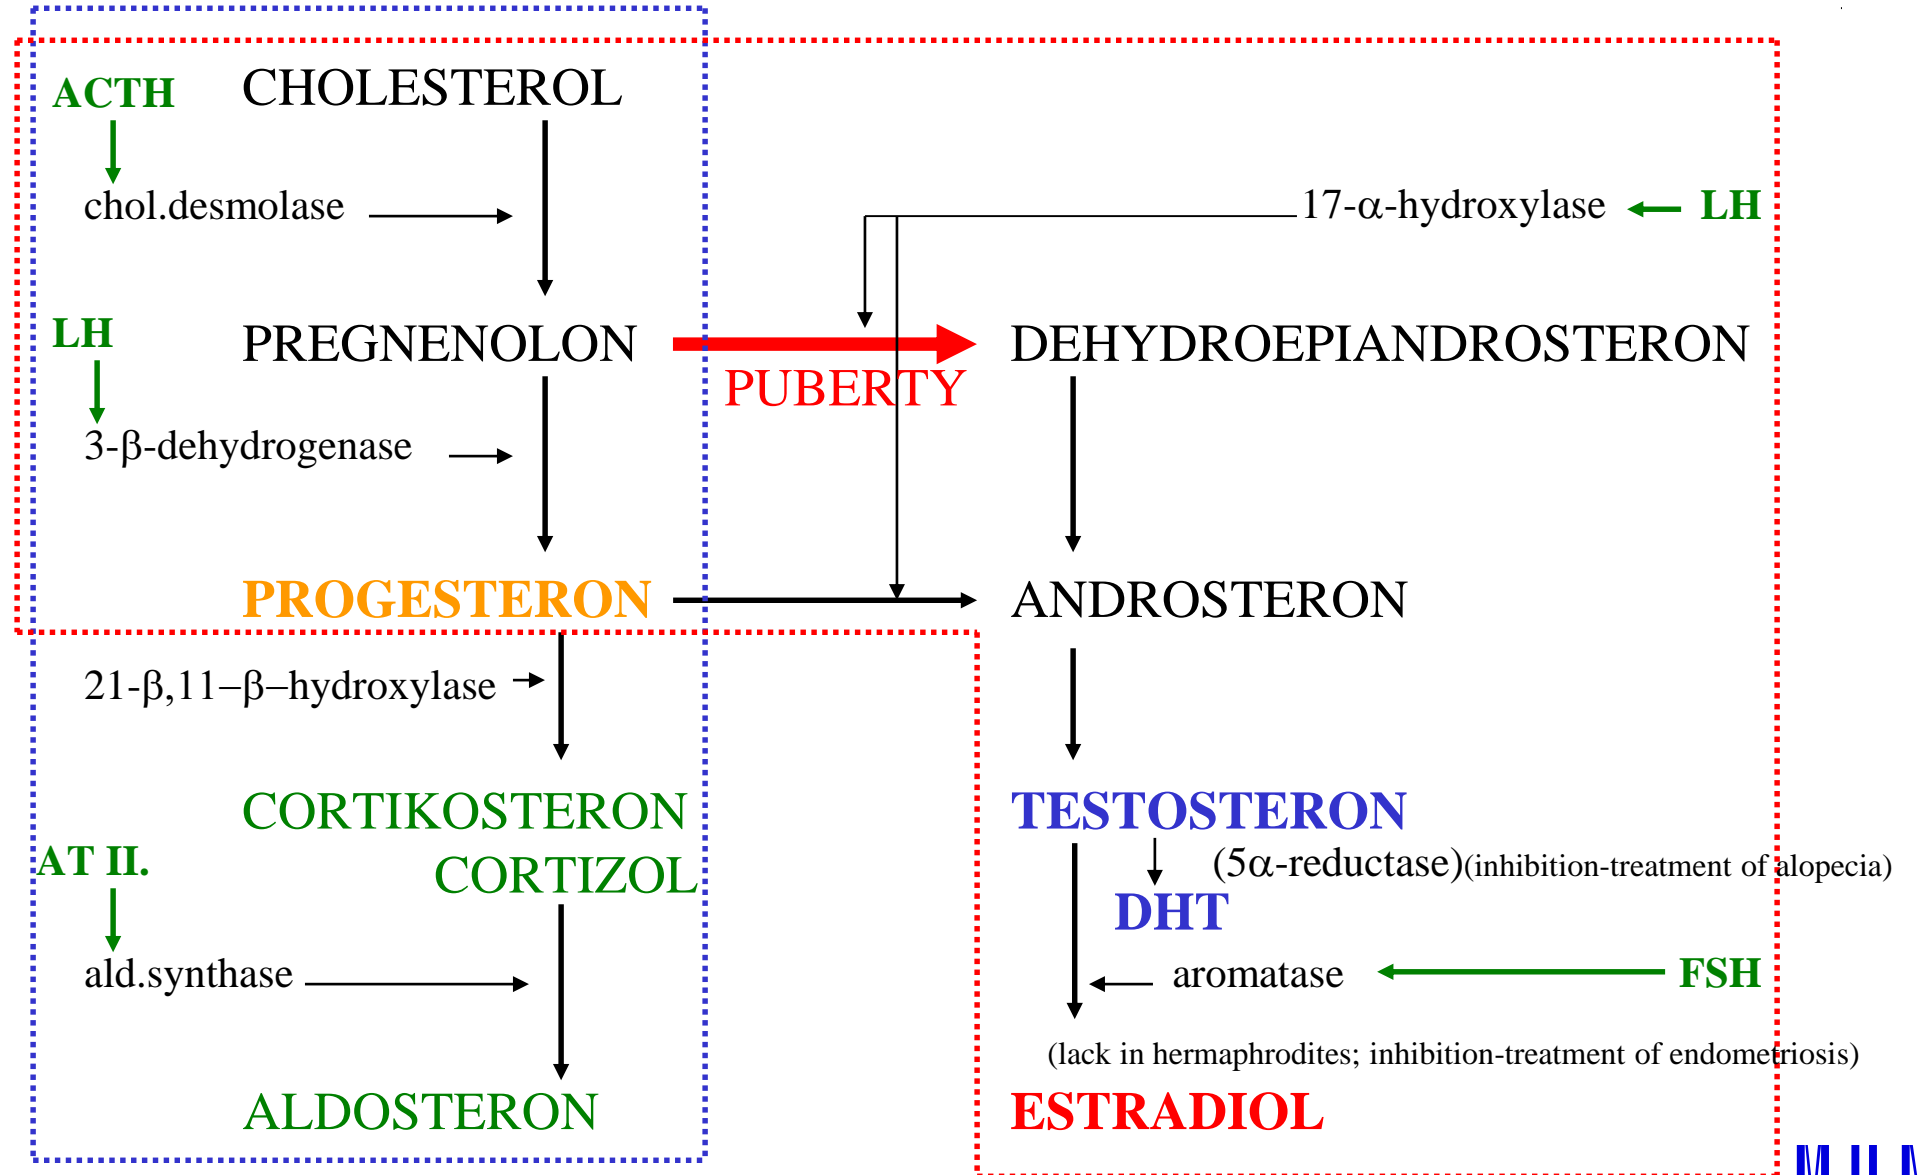 ACTH
CHOLESTEROL
chol.desmolase
17-α-hydroxylase
LH
LH
PREGNENOLON
DEHYDROEPIANDROSTERON
PUBERTY
3-β-dehydrogenase
PROGESTERON
ANDROSTERON
21-β,11–β–hydroxylase
CORTIKOSTERON
TESTOSTERON
AT II.
CORTIZOL
(5α-reductase)(inhibition-treatment of alopecia)
DHT
ald.synthase
aromatase
FSH
(lack in hermaphrodites; inhibition-treatment of endometriosis)
ALDOSTERON
ESTRADIOL